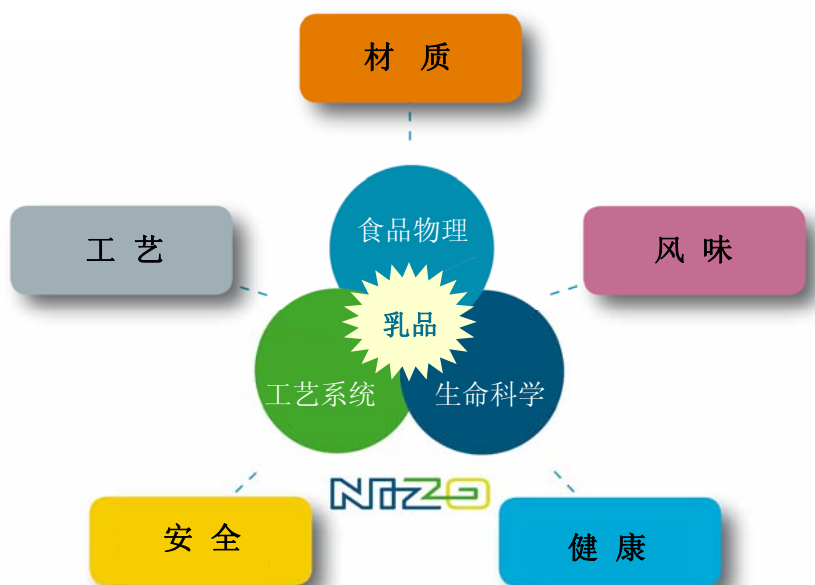 材 质
工 艺
风 味
食品物理
乳品
工艺系统
生命科学
NIZO
安 全
健 康